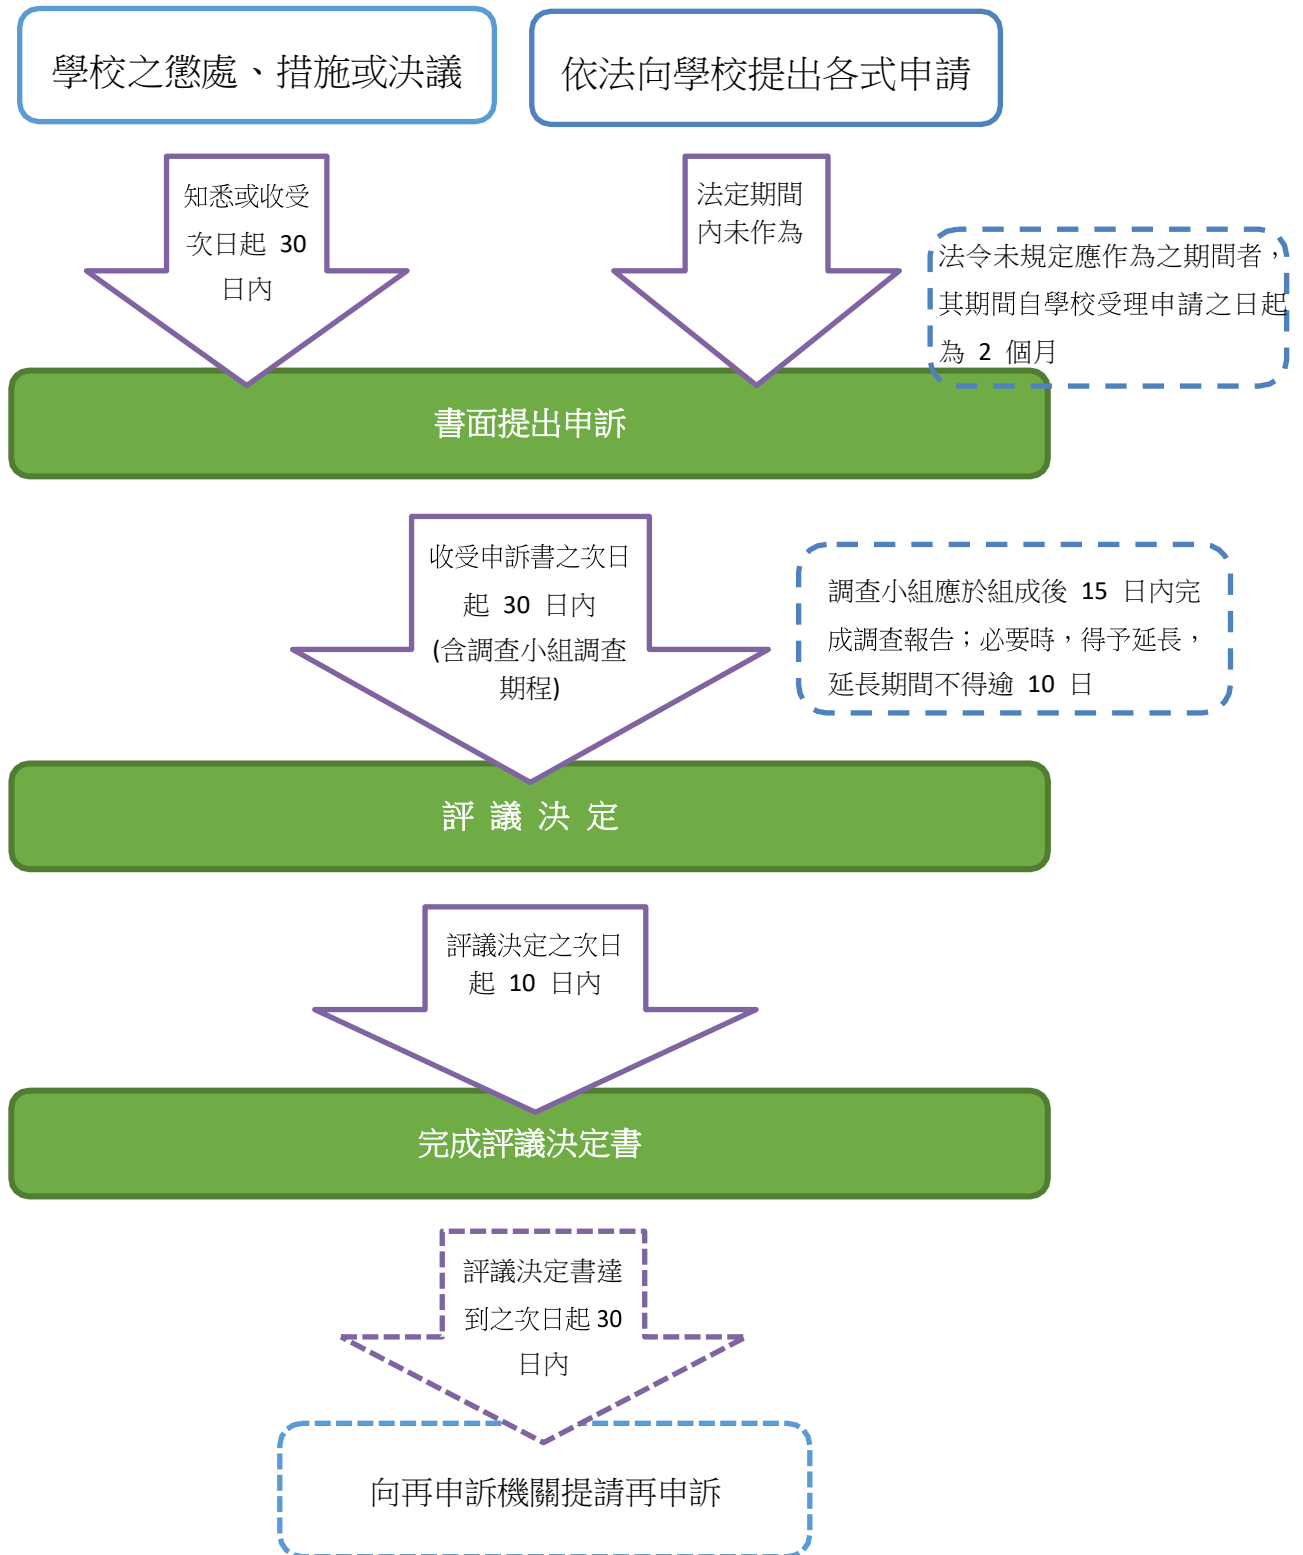 學校之懲處、措施或決議
依法向學校提出各式申請
知悉或收受
次日起 30
日內
法定期間
內未作為
法令未規定應作為之期間者，
其期間自學校受理申請之日起
為 2 個月
書面提出申訴
收受申訴書之次日
起 30 日內
(含調查小組調查
期程)
調查小組應於組成後 15 日內完
成調查報告；必要時，得予延長，
延長期間不得逾 10 日
評 議 決 定
評議決定之次日
起 10 日內
完成評議決定書
評議決定書達
到之次日起 30
日內
向再申訴機關提請再申訴